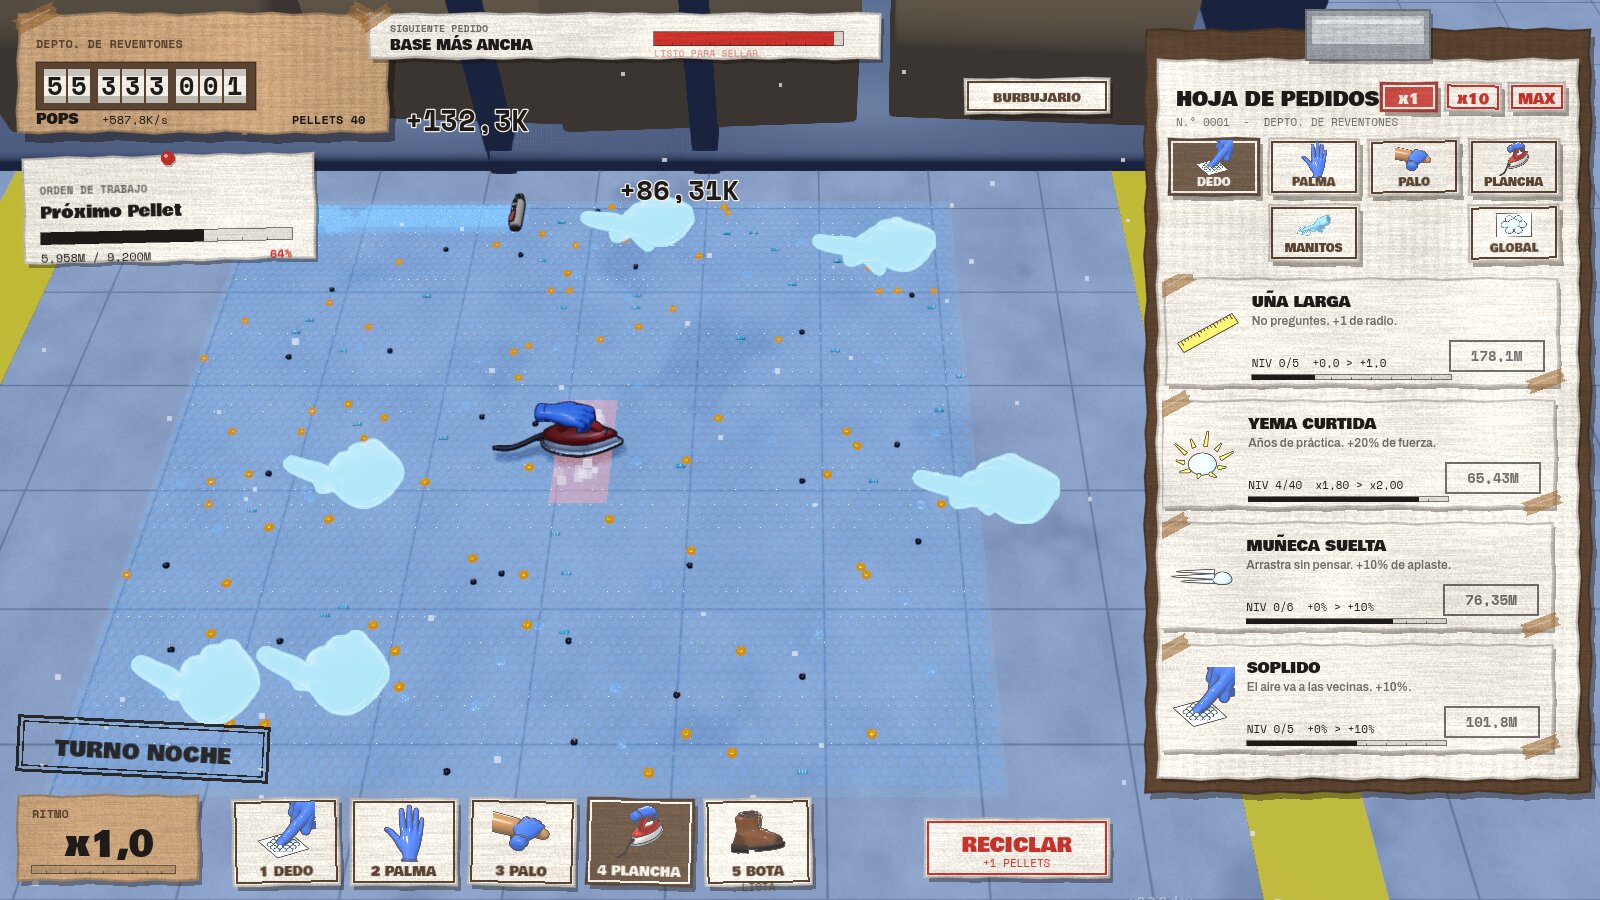 DEPTO. DE REVENTONES
55 333 001
POPS +587,8K/s PELLETS 40
SIGUIENTE PEDIDO
BASE MÁS ANCHA
LISTO PARA SELLAR
BURBUJARIO
+132,3K
+86,31K
ORDEN DE TRABAJO
Próximo Pellet
64%
5,958M / 9,200M
TURNO NOCHE
RITMO
x1,0
1 DEDO
2 PALMA
3 PALO
4 PLANCHA
5 BOTA
LISTA
RECICLAR
+1 PELLETS
HOJA DE PEDIDOS
x1
x10
MAX
N.° 0001 - DEPTO. DE REVENTONES
DEDO
PALMA
PALO
PLANCHA
MANITOS
GLOBAL
UÑA LARGA
No preguntes. +1 de radio.
NIV 0/5 +0,0 > +1,0
178,1M
YEMA CURTIDA
Años de práctica. +20% de fuerza.
NIV 4/40 x1,80 > x2,00
65,43M
MUÑECA SUELTA
Arrastra sin pensar. +10% de aplaste.
NIV 0/6 +0% > +10%
76,35M
SOPLIDO
El aire va a las vecinas. +10%.
NIV 0/5 +0% > +10%
101,8M